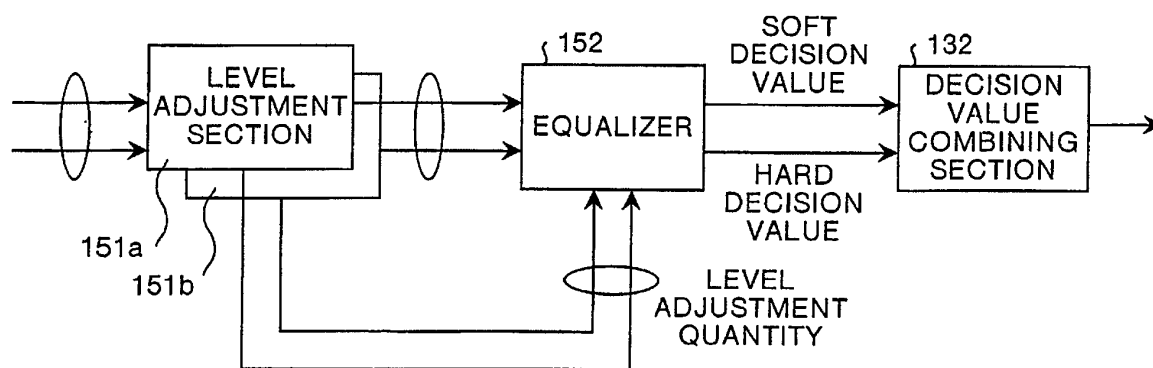 LEVEL
ADJUSTMENT
SECTION
151a
151b
152
EQUALIZER
SOFT
DECISION
VALUE
HARD
DECISION
VALUE
132
DECISION
VALUE
COMBINING
SECTION
LEVEL
ADJUSTMENT
QUANTITY